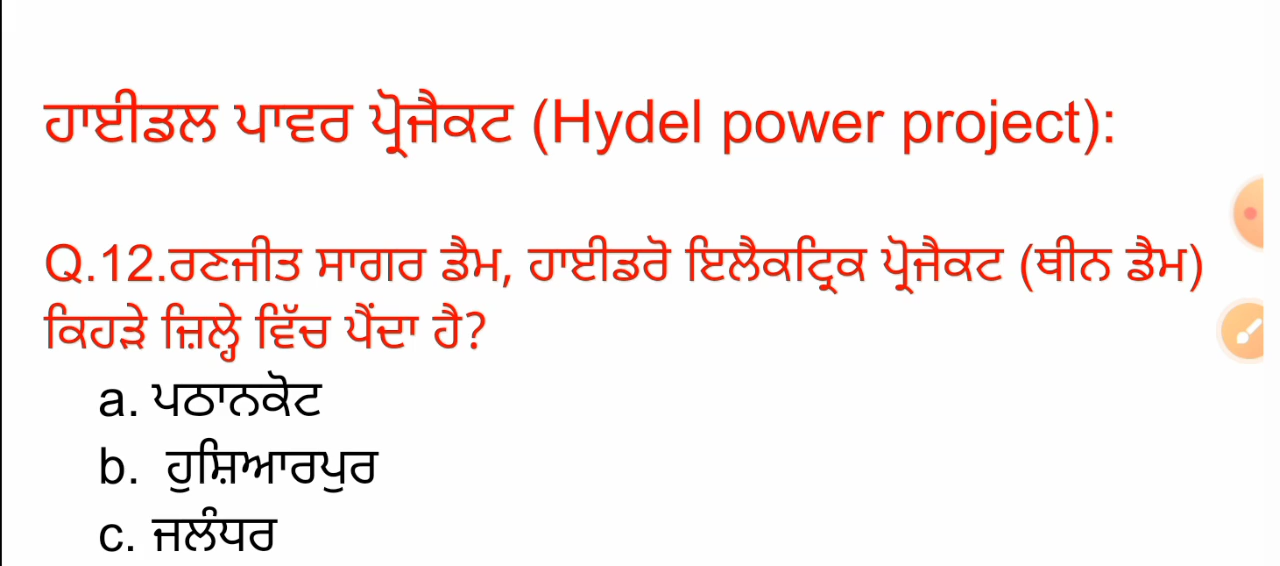 ਹਾਈਡਲ ਪਾਵਰ ਪ੍ਰੋਜੈਕਟ (Hydel power project):
Q.12.ਰਣਜੀਤ ਸਾਗਰ ਡੈਮ, ਹਾਈਡਰੋ ਇਲੈਕਟ੍ਰਿਕ ਪ੍ਰੋਜੈਕਟ (ਥੀਨ ਡੈਮ)
ਕਿਹੜੇ ਜ਼ਿਲ੍ਹੇ ਵਿੱਚ ਪੈਂਦਾ ਹੈ?
a. ਪਠਾਨਕੋਟ
b. ਹੁਸ਼ਿਆਰਪੁਰ
c. ਜਲੰਧਰ